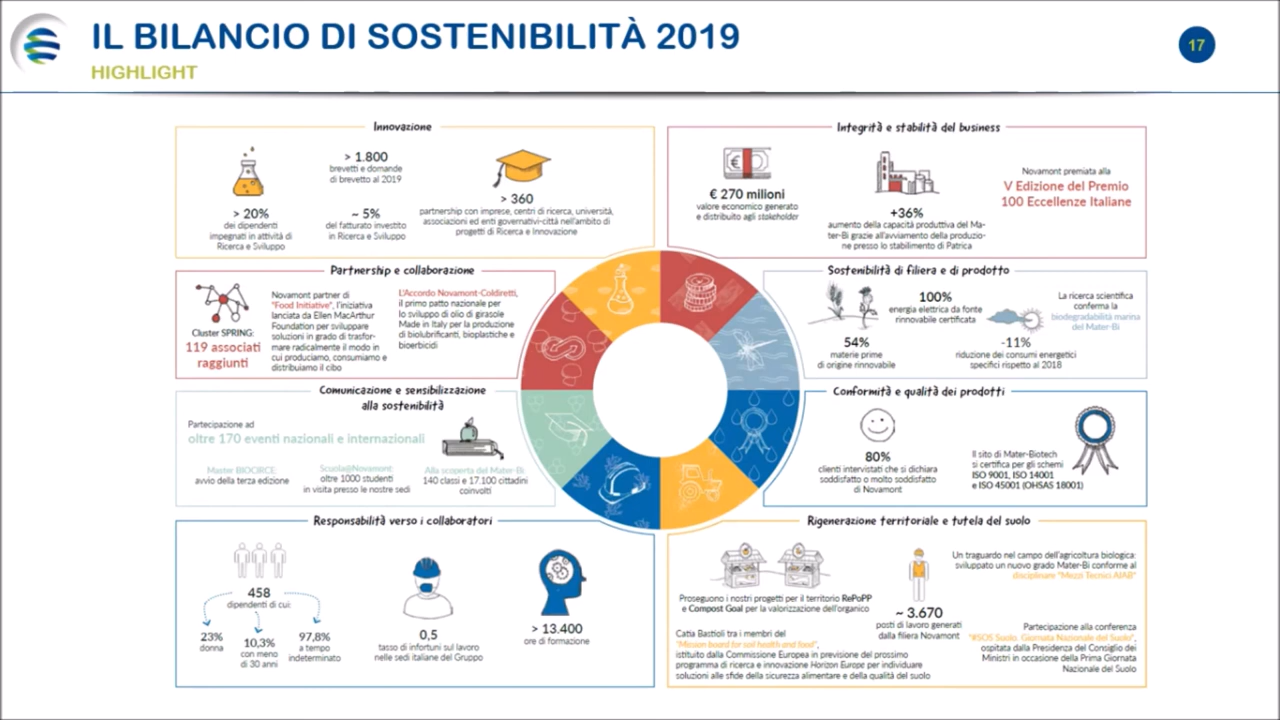 IL BILANCIO DI SOSTENIBILITÀ 2019
HIGHLIGHT
17
Innovazione
> 20%
dei dipendenti
impegnati in attività di
Ricerca e Sviluppo
> 1.800
brevetti e domande
di brevetto al 2019
~ 5%
del fatturato investito
in Ricerca e Sviluppo
> 360
partnership con imprese, centri di ricerca, università,
associazioni ed enti governativi-città nell'ambito di
progetti di Ricerca e Innovazione
Integrità e stabilità del business
€ 270 milioni
valore economico generato
e distribuito agli stakeholder
+36%
aumento della capacità produttiva del Ma-
ter-Bi grazie all'avviamento della produzio-
ne presso lo stabilimento di Patrica
Novamont premiata alla
V Edizione del Premio
100 Eccellenze Italiane
Partnership e collaborazione
Cluster SPRING:
119 associati
raggiunti
Novamont partner di
"Food Initiative", l'iniziativa
lanciata da Ellen MacArthur
Foundation per sviluppare
soluzioni in grado di trasfor-
mare radicalmente il modo in
cui produciamo, consumiamo e
distribuiamo il cibo
L'Accordo Novamont-Coldiretti,
il primo patto nazionale per
lo sviluppo di olio di girasole
Made in Italy per la produzione
di biolubrificanti, bioplastiche e
bioerbicidi
Sostenibilità di filiera e di prodotto
54%
materie prime
di origine rinnovabile
100%
energia elettrica da fonte
rinnovabile certificata
-11%
riduzione dei consumi energetici
specifici rispetto al 2018
La ricerca scientifica
conferma la
biodegradabilità marina
del Mater-Bi
Comunicazione e sensibilizzazione
alla sostenibilità
Partecipazione ad
oltre 170 eventi nazionali e internazionali
Master BIOCIRCE:
avvio della terza edizione
Scuola@Novamont:
oltre 1000 studenti
in visita presso le nostre sedi
Alla scoperta del Mater-Bi:
140 classi e 17.100 cittadini
coinvolti
Conformità e qualità dei prodotti
80%
clienti intervistati che si dichiara
soddisfatto o molto soddisfatto
di Novamont
Il sito di Mater-Biotech
si certifica per gli schemi
ISO 9001, ISO 14001
e ISO 45001 (OHSAS 18001)
Responsabilità verso i collaboratori
458
dipendenti di cui:
23%
donna
10,3%
con meno
di 30 anni
97,8%
a tempo
indeterminato
0,5
tasso di infortuni sul lavoro
nelle sedi italiane del Gruppo
> 13.400
ore di formazione
Rigenerazione territoriale e tutela del suolo
Proseguono i nostri progetti per il territorio RePoPP
e Compost Goal per la valorizzazione dell'organico
Catia Bastioli tra i membri del
"Mission board for soil health and food",
istituito dalla Commissione Europea in previsione del prossimo
programma di ricerca e innovazione Horizon Europe per individuare
soluzioni alle sfide della sicurezza alimentare e della qualità del suolo
~ 3.670
posti di lavoro generati
dalla filiera Novamont
Un traguardo nel campo dell'agricoltura biologica:
sviluppato un nuovo grado Mater-Bi conforme al
disciplinare "Mezzi Tecnici AIAB"
Partecipazione alla conferenza
"#SOS Suolo. Giornata Nazionale del Suolo",
ospitata dalla Presidenza del Consiglio dei
Ministri in occasione della Prima Giornata
Nazionale del Suolo